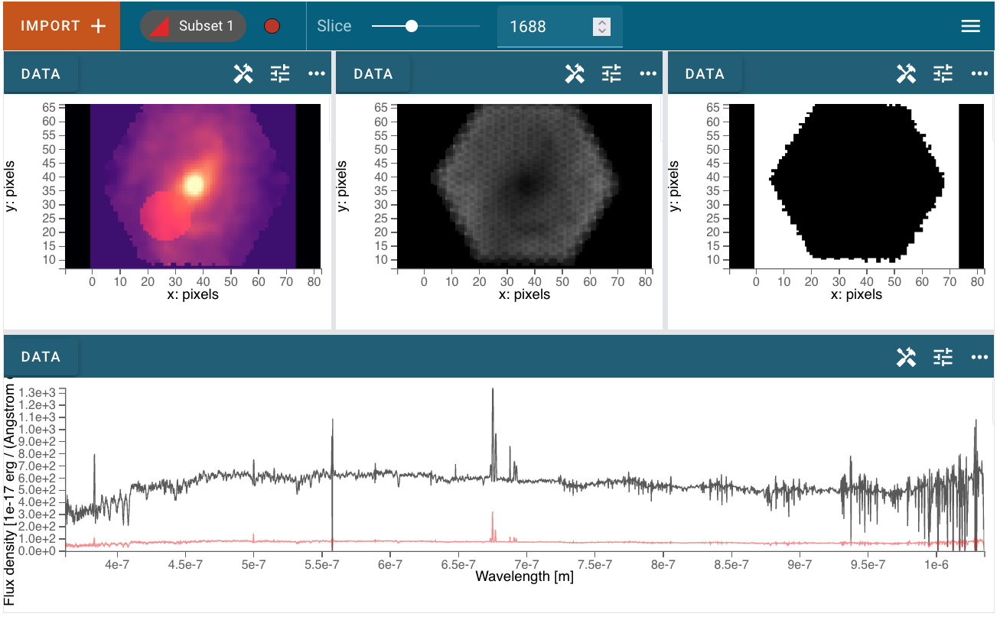 IMPORT +
Subset 1
Slice
1688
DATA
DATA
DATA
y: pixels
65
60
55
50
45
40
35
30
25
20
15
10
0 10 20 30 40 50 60 70 80
x: pixels
y: pixels
65
60
55
50
45
40
35
30
25
20
15
10
0 10 20 30 40 50 60 70 80
x: pixels
y: pixels
65
60
55
50
45
40
35
30
25
20
15
10
0 10 20 30 40 50 60 70 80
x: pixels
DATA
Flux density [1e-17 erg / (Angstrom
1.3e+3
1.2e+3
1.1e+3
1.0e+3
9.0e+2
8.0e+2
7.0e+2
6.0e+2
5.0e+2
4.0e+2
3.0e+2
2.0e+2
1.0e+2
0.0e+0
4e-7 4.5e-7 5e-7 5.5e-7 6e-7 6.5e-7 7e-7 7.5e-7 8e-7 8.5e-7 9e-7 9.5e-7 1e-6
Wavelength [m]